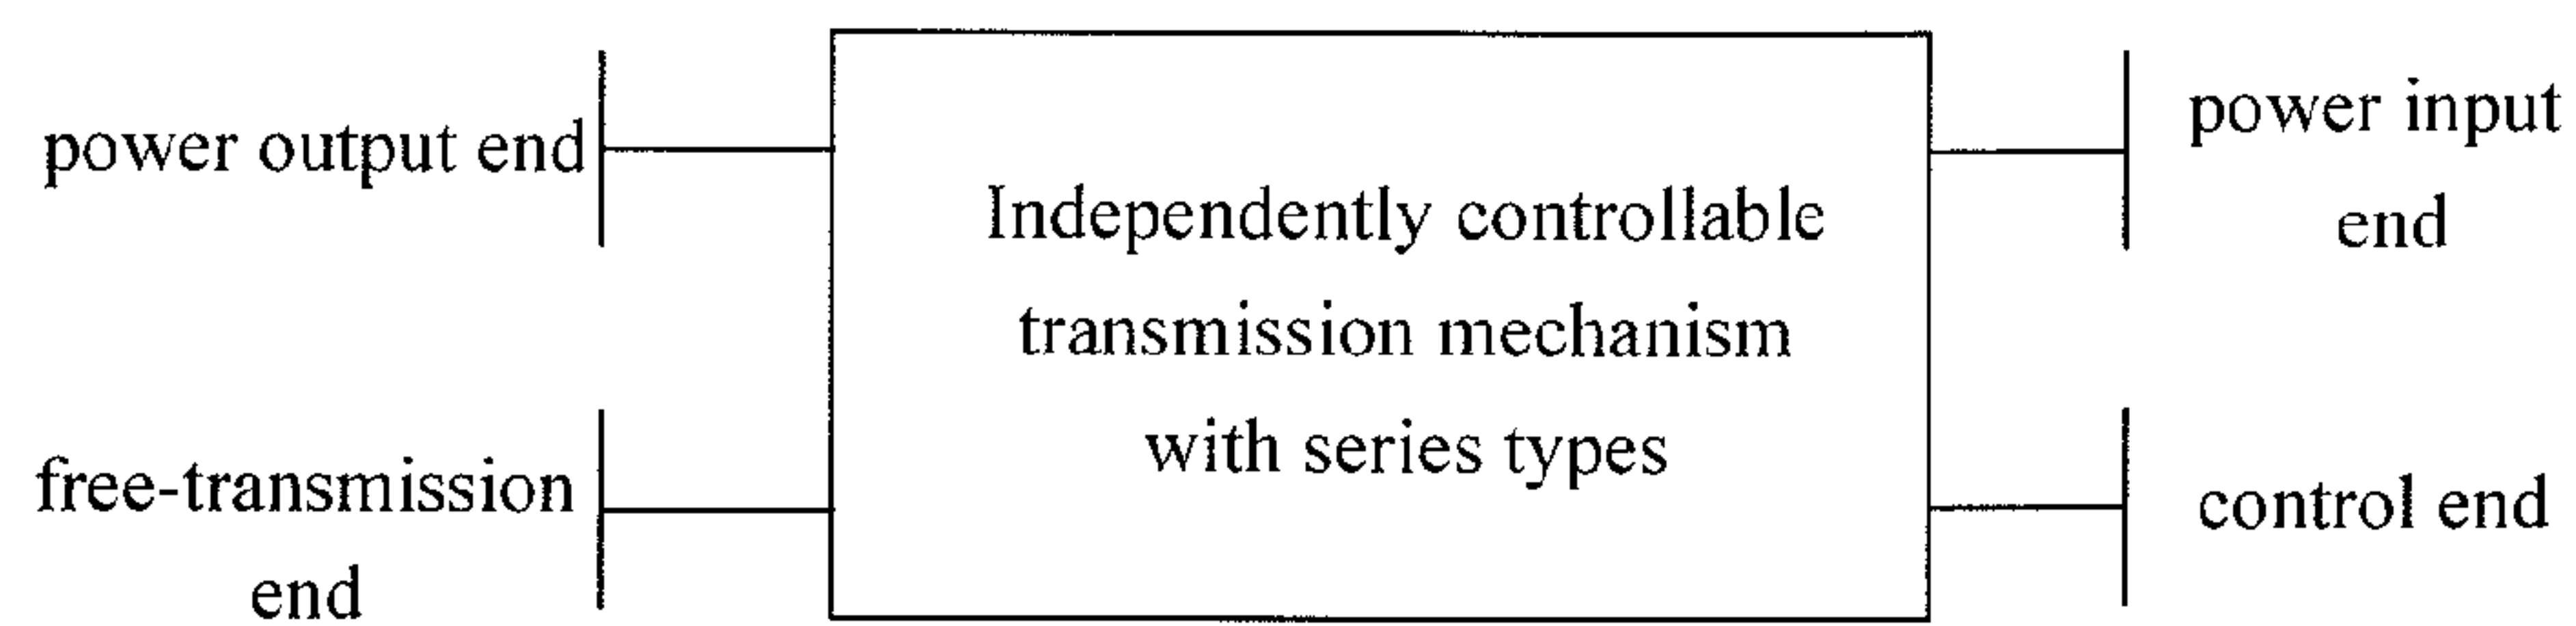 power output end
free-transmission
end
Independently controllable
transmission mechanism
with series types
power input
end
control end